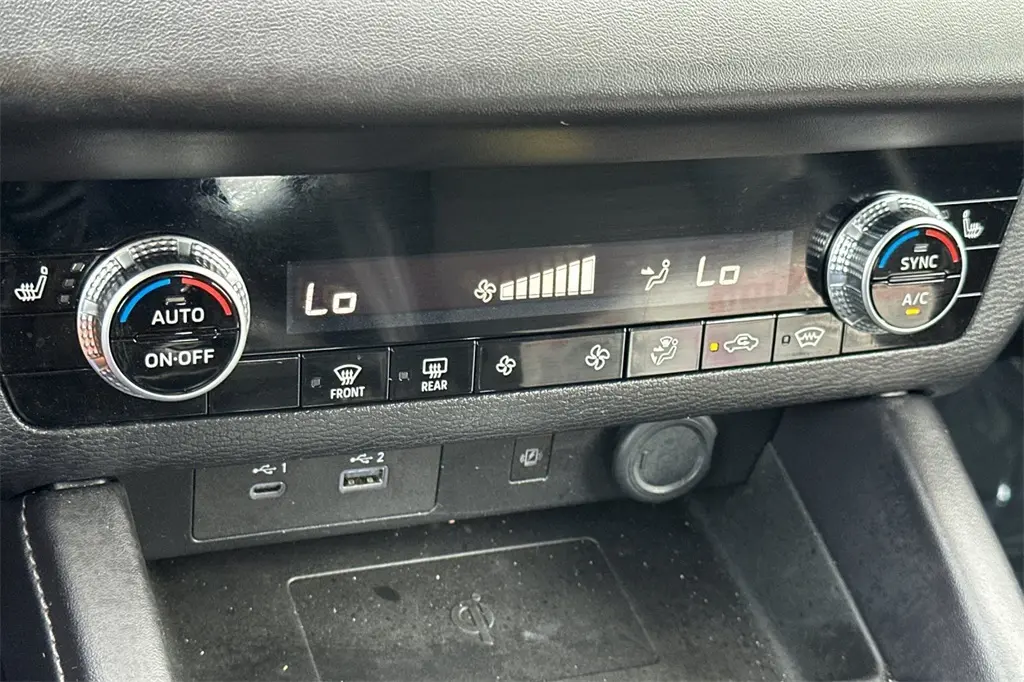 Lo
Lo
AUTO
ON·OFF
SYNC
A/C
FRONT
REAR
1
2